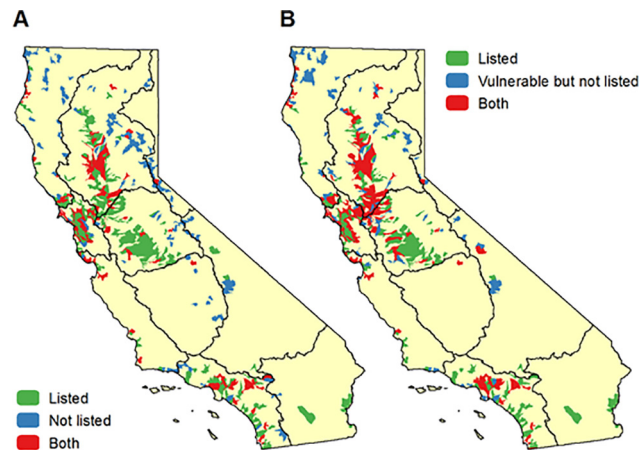 A
B
Listed
Vulnerable but not listed
Both
Listed
Not listed
Both